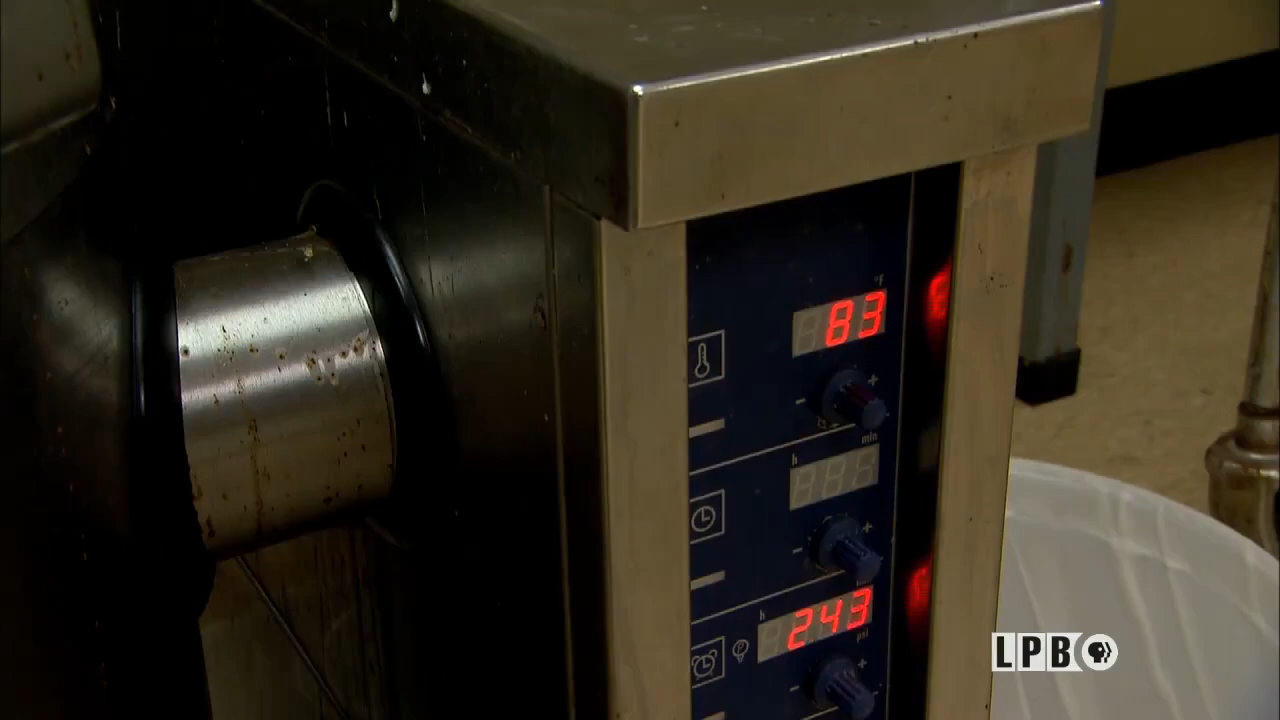 °F
83
- +
min
h
- +
h
243
psi
- +
LPB